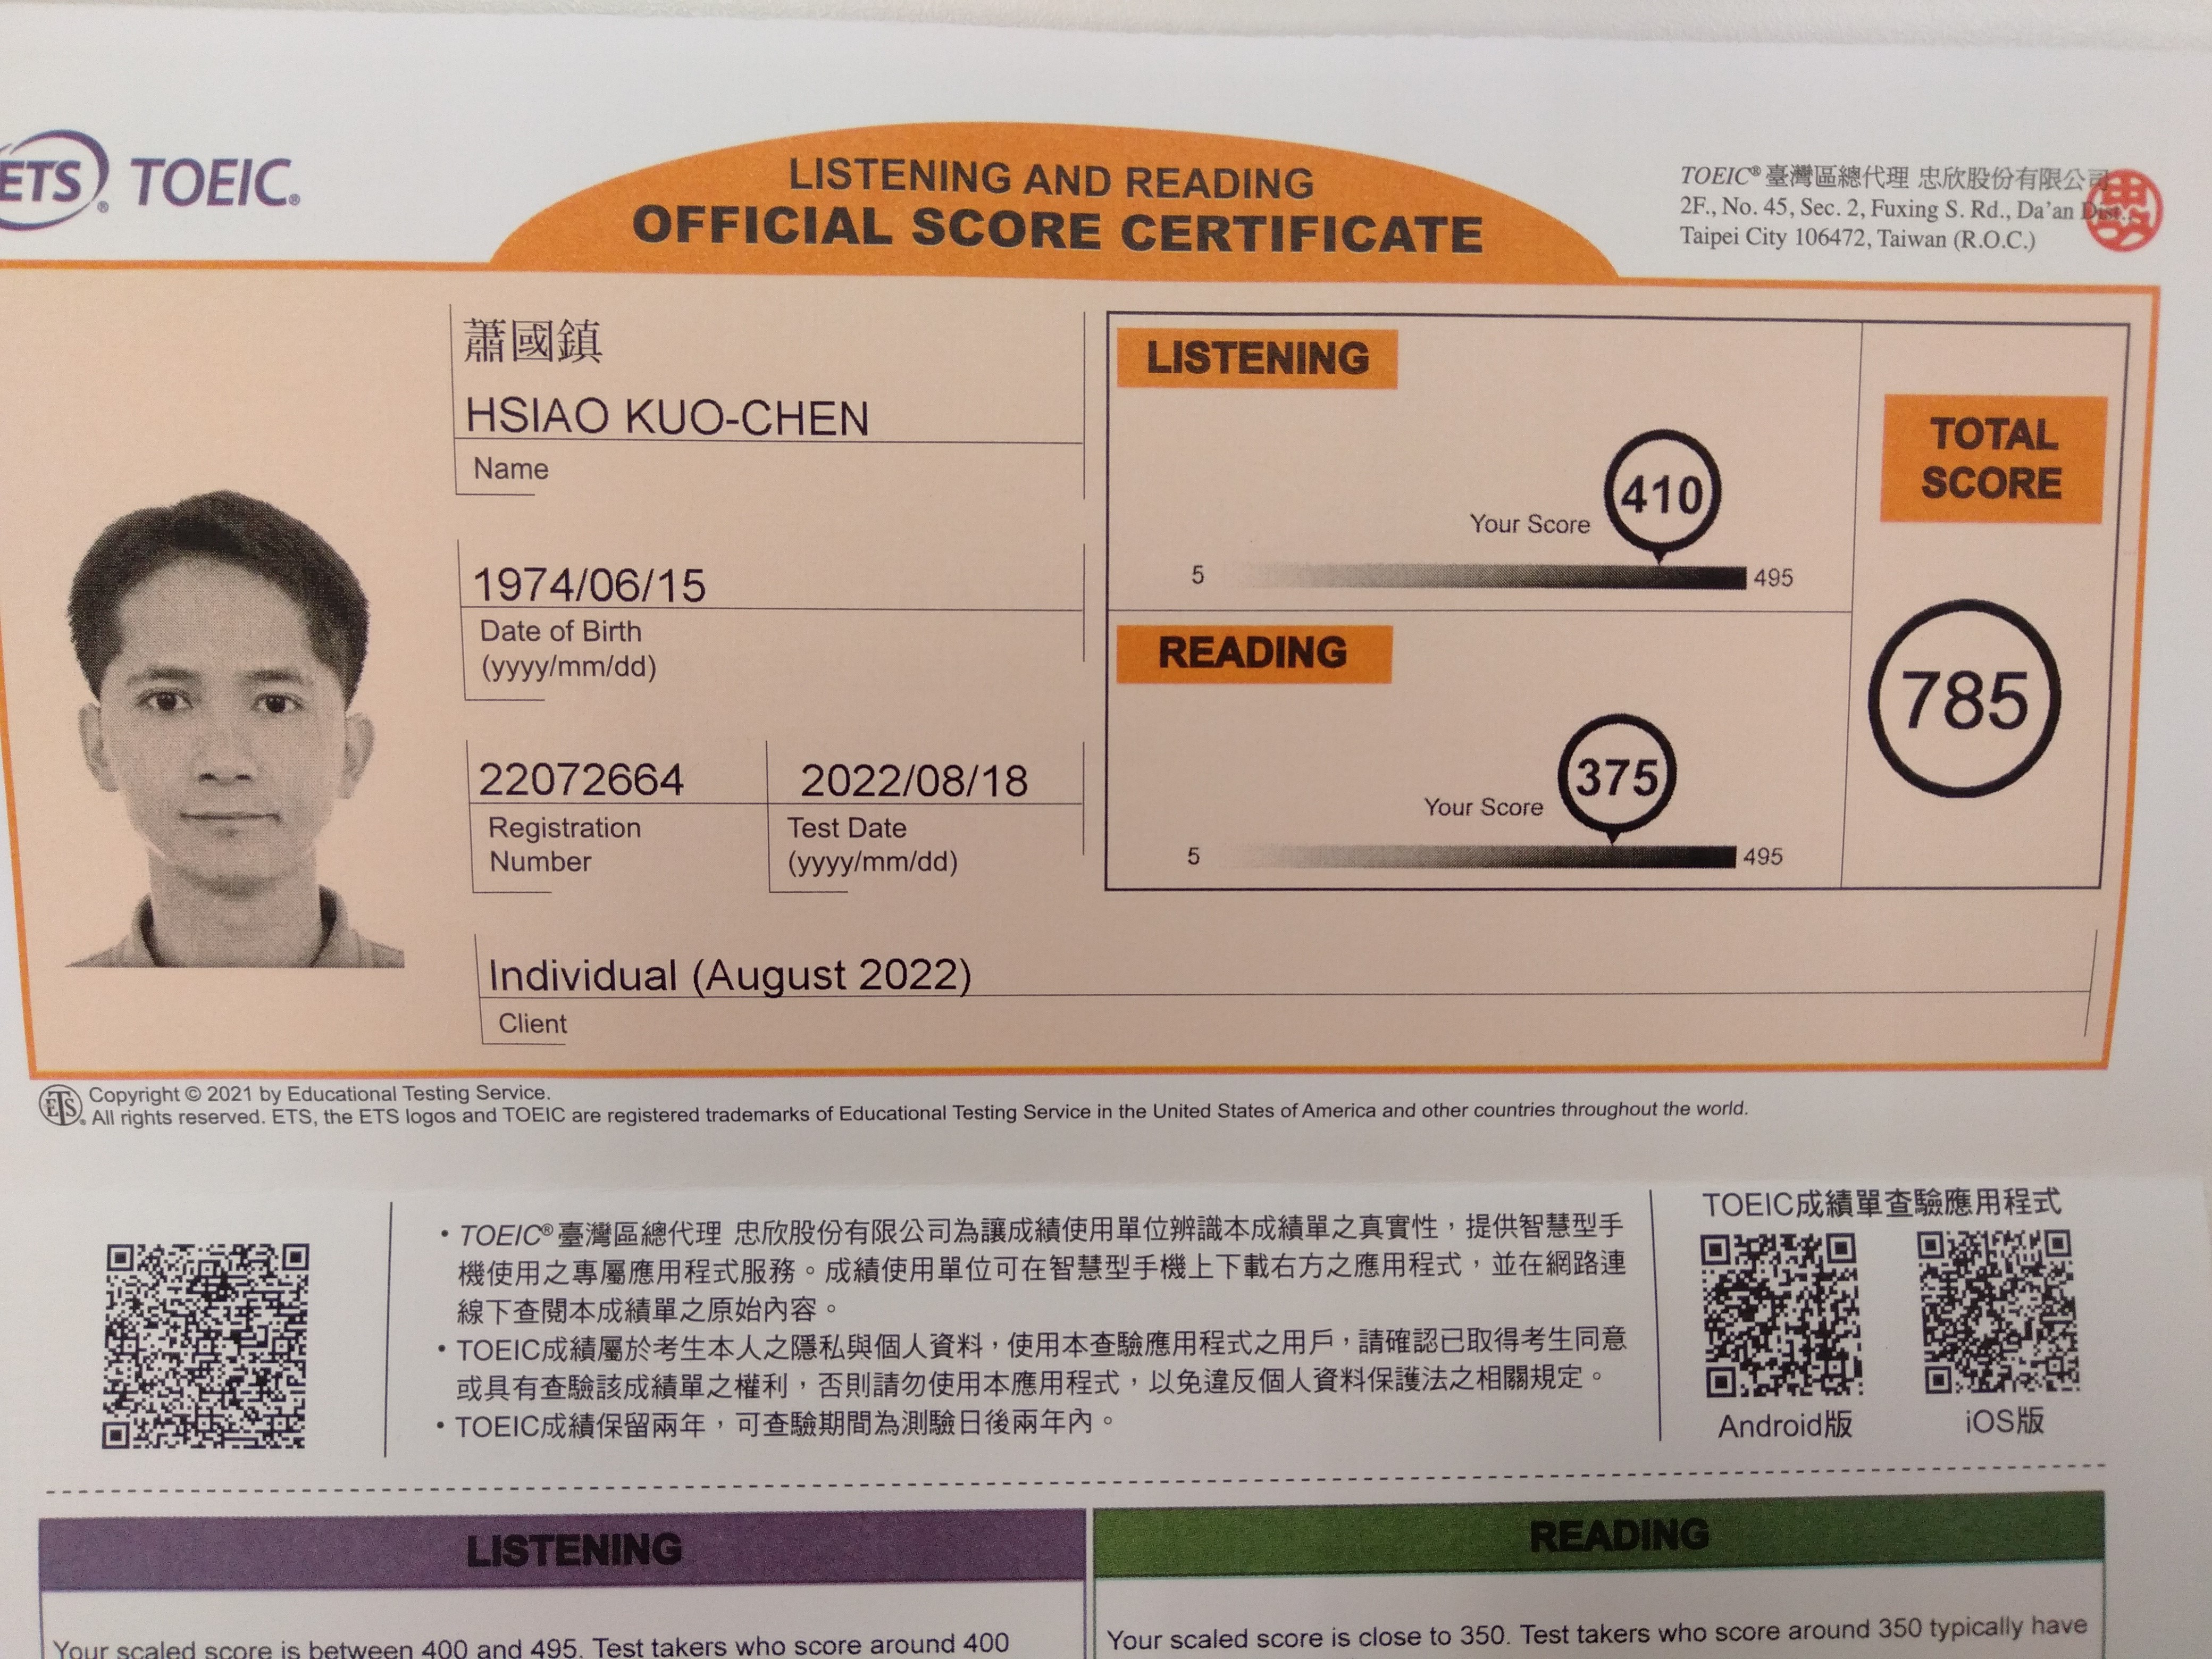 ETS® TOEIC®
LISTENING AND READING
OFFICIAL SCORE CERTIFICATE
TOEIC®臺灣區總代理 忠欣股份有限公司
2F., No. 45, Sec. 2, Fuxing S. Rd., Da'an Dist.,
Taipei City 106472, Taiwan (R.O.C.)
蕭國鎮
HSIAO KUO-CHEN
Name
1974/06/15
Date of Birth
(yyyy/mm/dd)
22072664
Registration
Number
2022/08/18
Test Date
(yyyy/mm/dd)
Individual (August 2022)
Client
LISTENING
Your Score 410
5 495
READING
Your Score 375
5 495
TOTAL
SCORE
785
ETS® Copyright © 2021 by Educational Testing Service.
All rights reserved. ETS, the ETS logos and TOEIC are registered trademarks of Educational Testing Service in the United States of America and other countries throughout the world.
• TOEIC®臺灣區總代理 忠欣股份有限公司為讓成績使用單位辨識本成績單之真實性，提供智慧型手
機使用之專屬應用程式服務。成績使用單位可在智慧型手機上下載右方之應用程式，並在網路連
線下查閱本成績單之原始內容。
• TOEIC成績屬於考生本人之隱私與個人資料，使用本查驗應用程式之用戶，請確認已取得考生同意
或具有查驗該成績單之權利，否則請勿使用本應用程式，以免違反個人資料保護法之相關規定。
• TOEIC成績保留兩年，可查驗期間為測驗日後兩年內。
TOEIC成績單查驗應用程式
Android版
iOS版
LISTENING
Your scaled score is between 400 and 495. Test takers who score around 400
READING
Your scaled score is close to 350. Test takers who score around 350 typically have